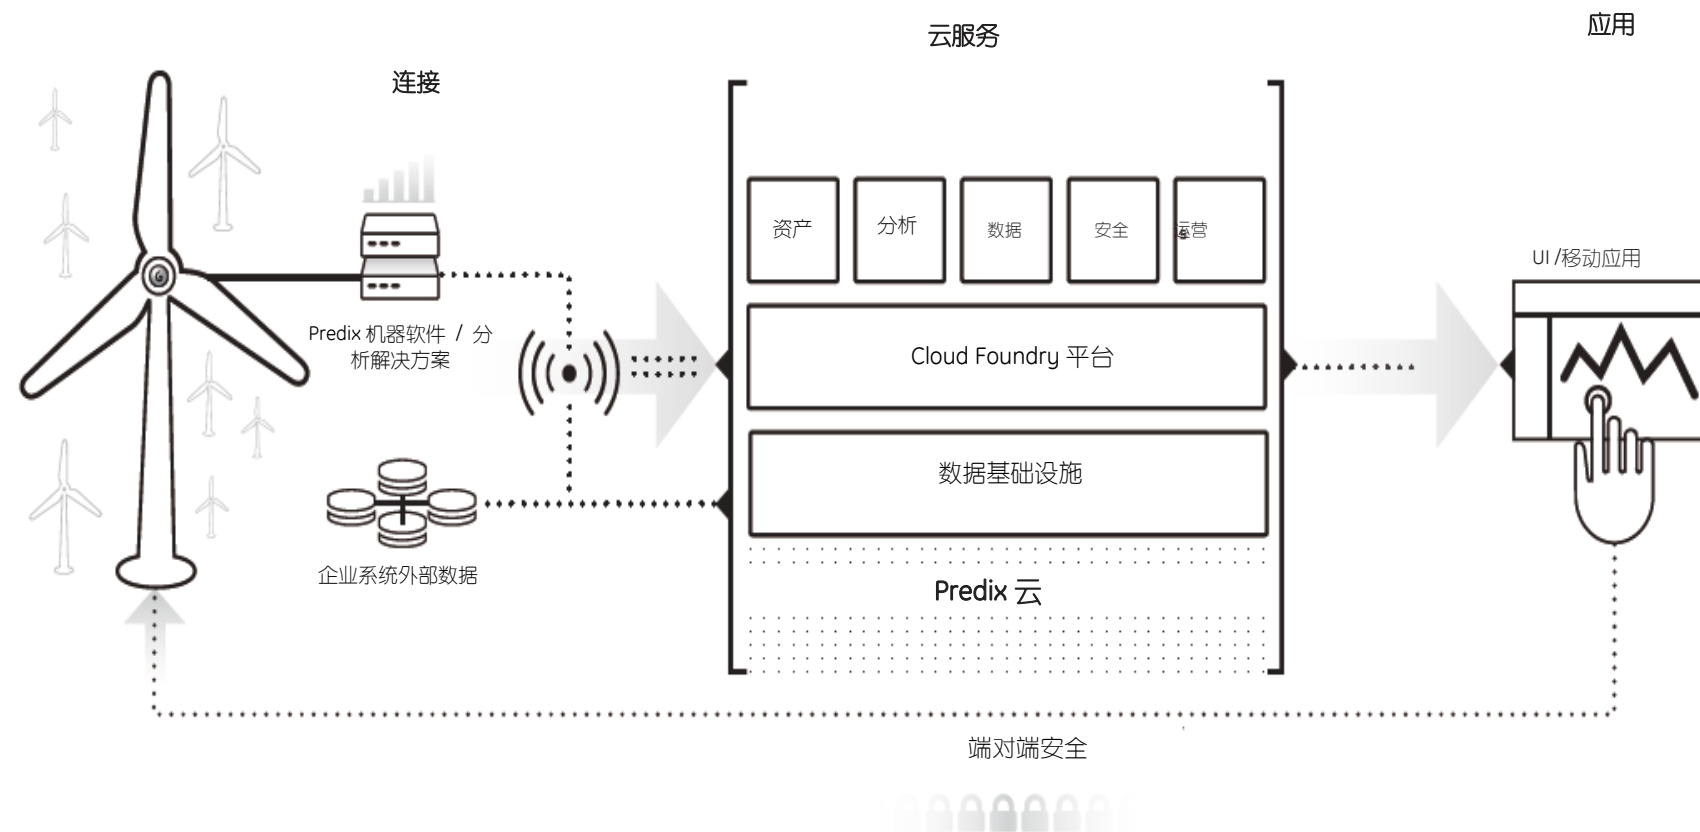 云服务
应用
连接
资产
分析
数据
安全
运营
UI /移动应用
Predix 机器软件 / 分
析解决方案
Cloud Foundry 平台
数据基础设施
企业系统外部数据
Predix 云
端对端安全